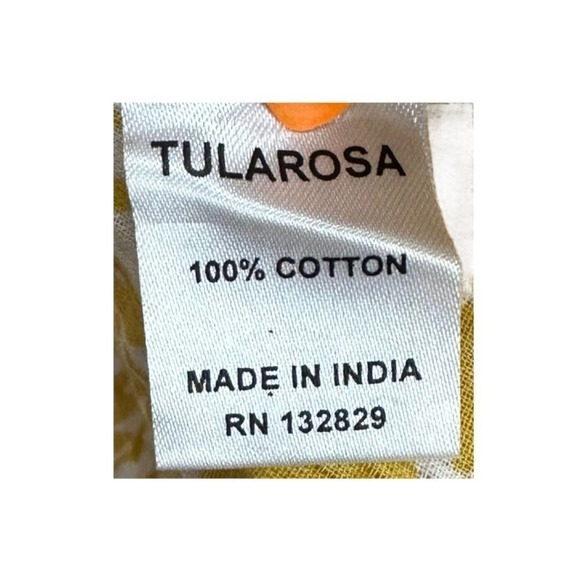 TULAROSA
100% COTTON
MADE IN INDIA
RN 132829